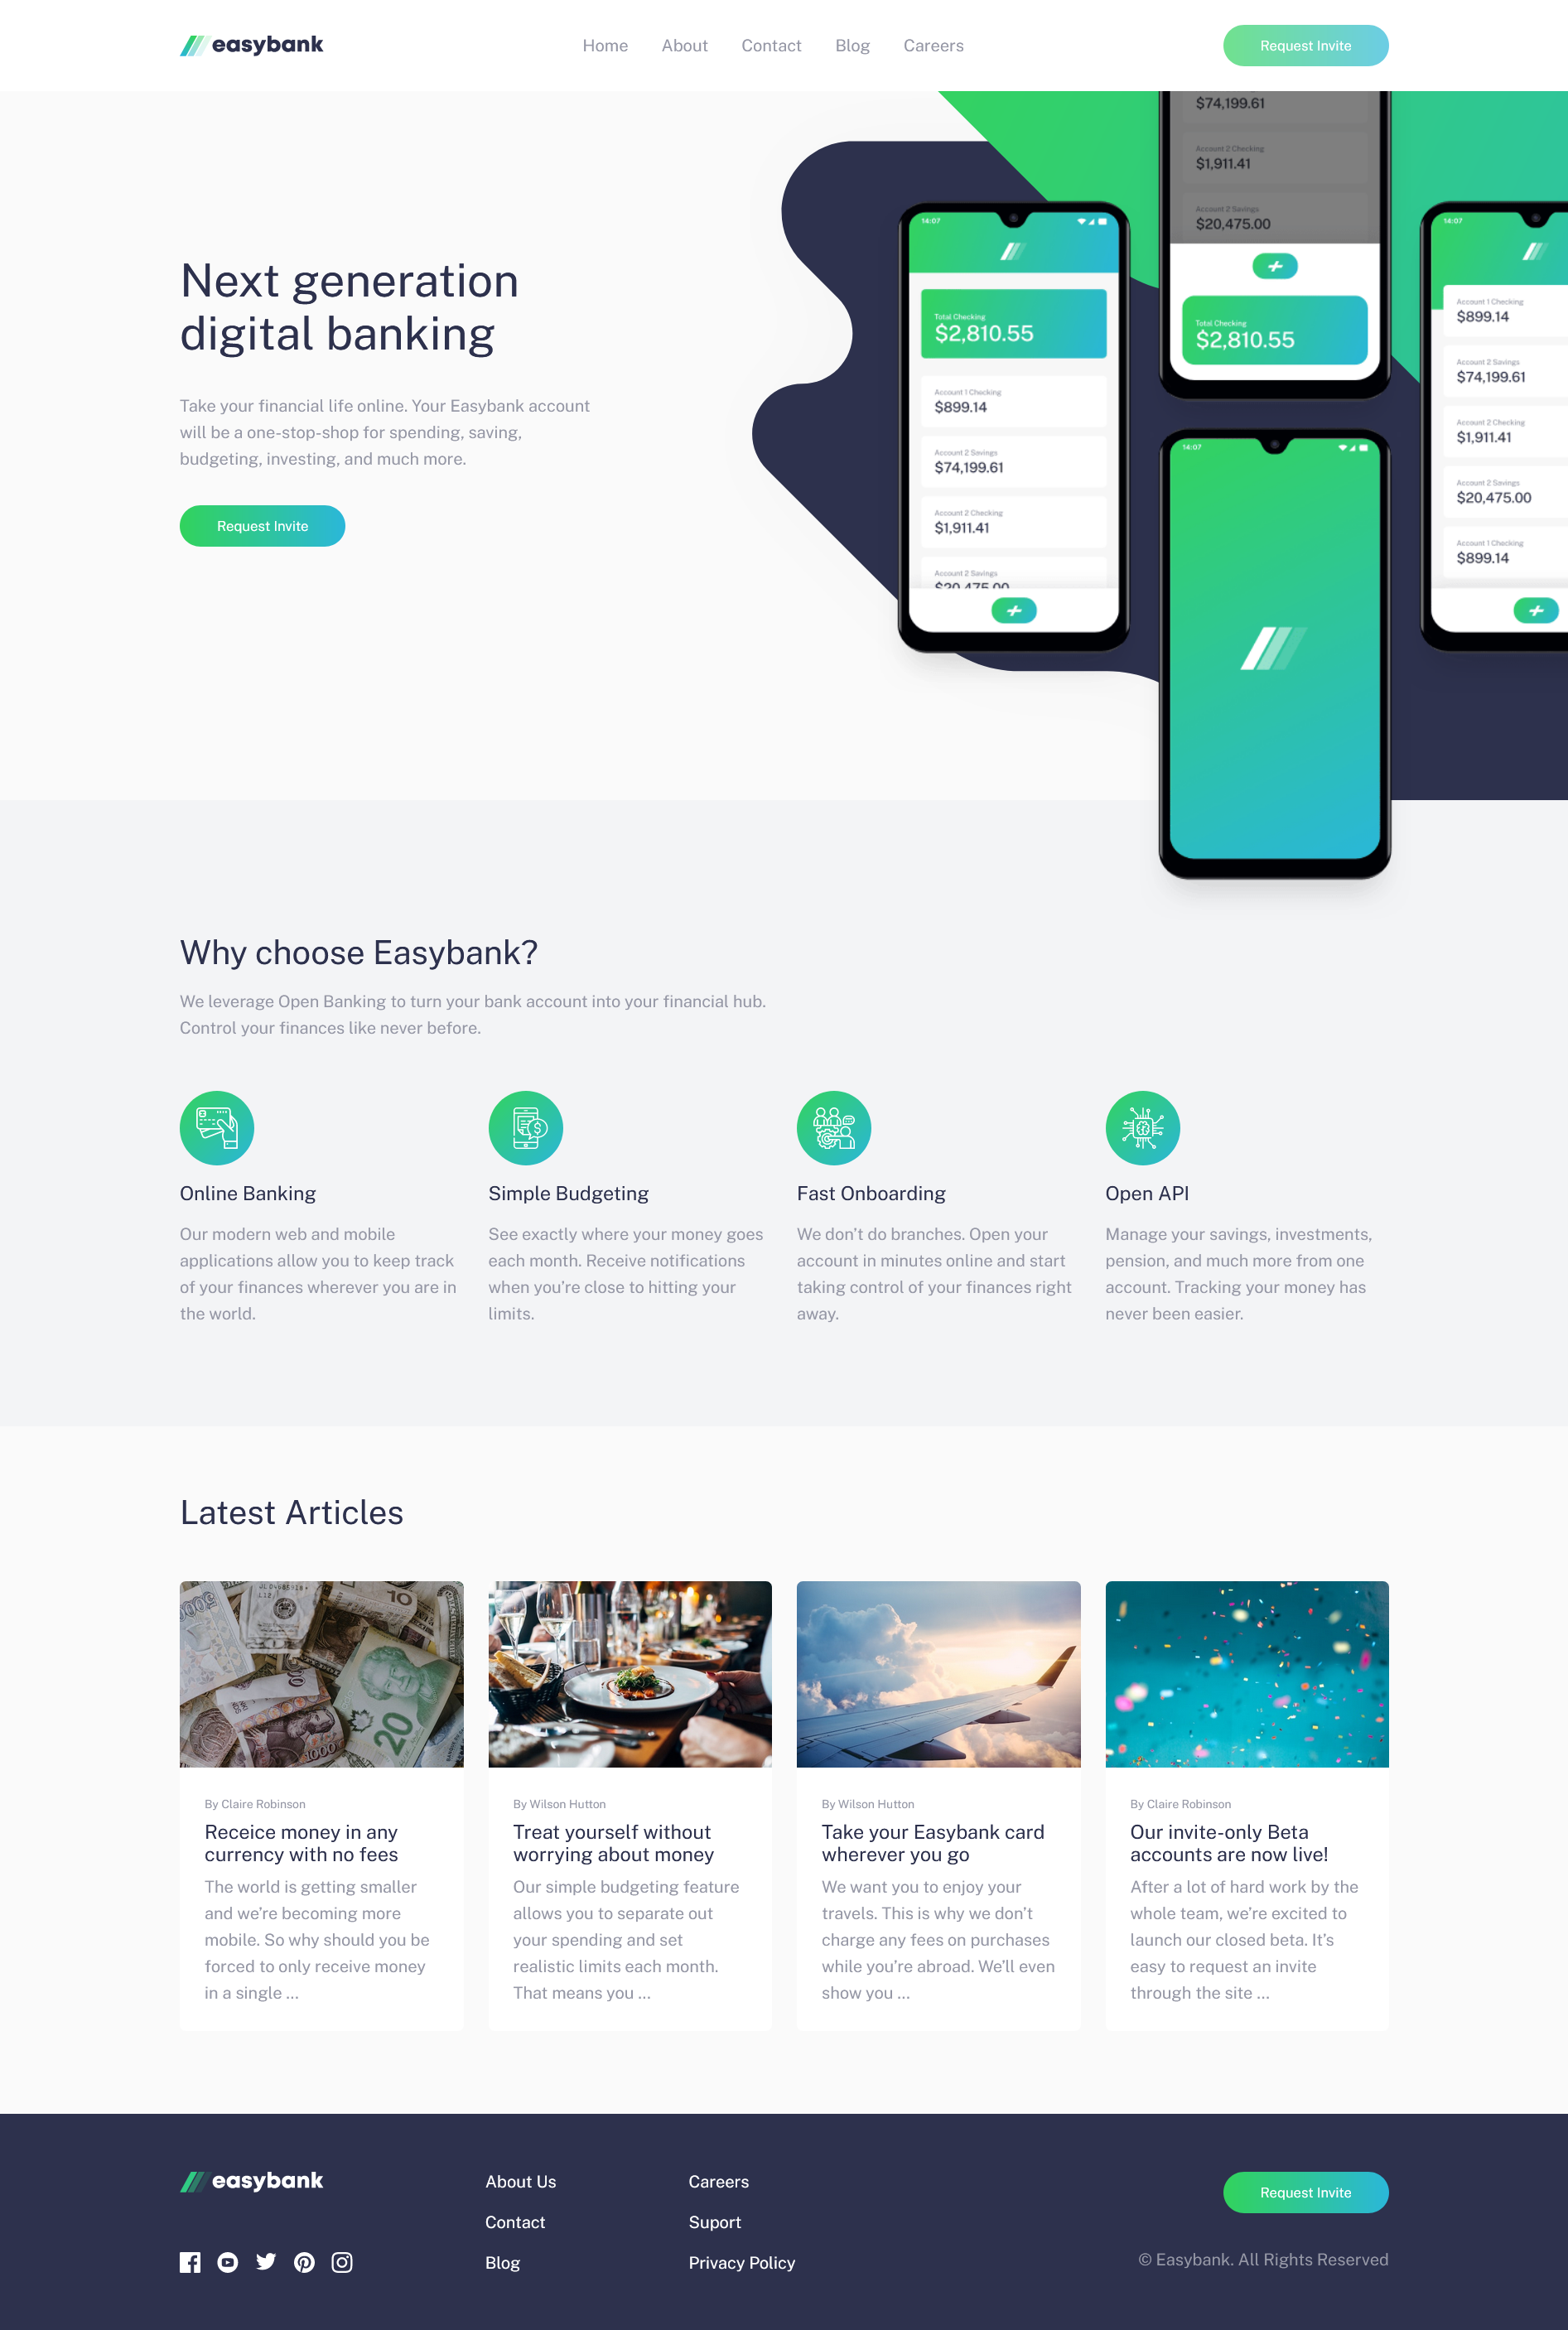 easybank
Home About Contact Blog Careers
Request Invite
Next generation
digital banking
Take your financial life online. Your Easybank account
will be a one-stop-shop for spending, saving,
budgeting, investing, and much more.
Request Invite
$74,199.61
Account 2 Checking
$1,911.41
Account 2 Savings
$20,475.00
Total Checking
$2,810.55
14:07
Total Checking
$2,810.55
Account 1 Checking
$899.14
Account 2 Savings
$74,199.61
Account 2 Checking
$1,911.41
Account 2 Savings
$20,475.00
14:07
Account 1 Checking
$899.14
Account 2 Savings
$74,199.61
Account 2 Checking
$1,911.41
Account 2 Savings
$20,475.00
Account 1 Checking
$899.14
14:07
Why choose Easybank?
We leverage Open Banking to turn your bank account into your financial hub.
Control your finances like never before.
Online Banking
Our modern web and mobile
applications allow you to keep track
of your finances wherever you are in
the world.
Simple Budgeting
See exactly where your money goes
each month. Receive notifications
when you’re close to hitting your
limits.
Fast Onboarding
We don’t do branches. Open your
account in minutes online and start
taking control of your finances right
away.
Open API
Manage your savings, investments,
pension, and much more from one
account. Tracking your money has
never been easier.
Latest Articles
10
20
1000
By Claire Robinson
Receice money in any
currency with no fees
The world is getting smaller
and we’re becoming more
mobile. So why should you be
forced to only receive money
in a single …
By Wilson Hutton
Treat yourself without
worrying about money
Our simple budgeting feature
allows you to separate out
your spending and set
realistic limits each month.
That means you …
By Wilson Hutton
Take your Easybank card
wherever you go
We want you to enjoy your
travels. This is why we don’t
charge any fees on purchases
while you’re abroad. We’ll even
show you …
By Claire Robinson
Our invite-only Beta
accounts are now live!
After a lot of hard work by the
whole team, we’re excited to
launch our closed beta. It’s
easy to request an invite
through the site …
easybank
About Us
Contact
Blog
Careers
Suport
Privacy Policy
Request Invite
© Easybank. All Rights Reserved